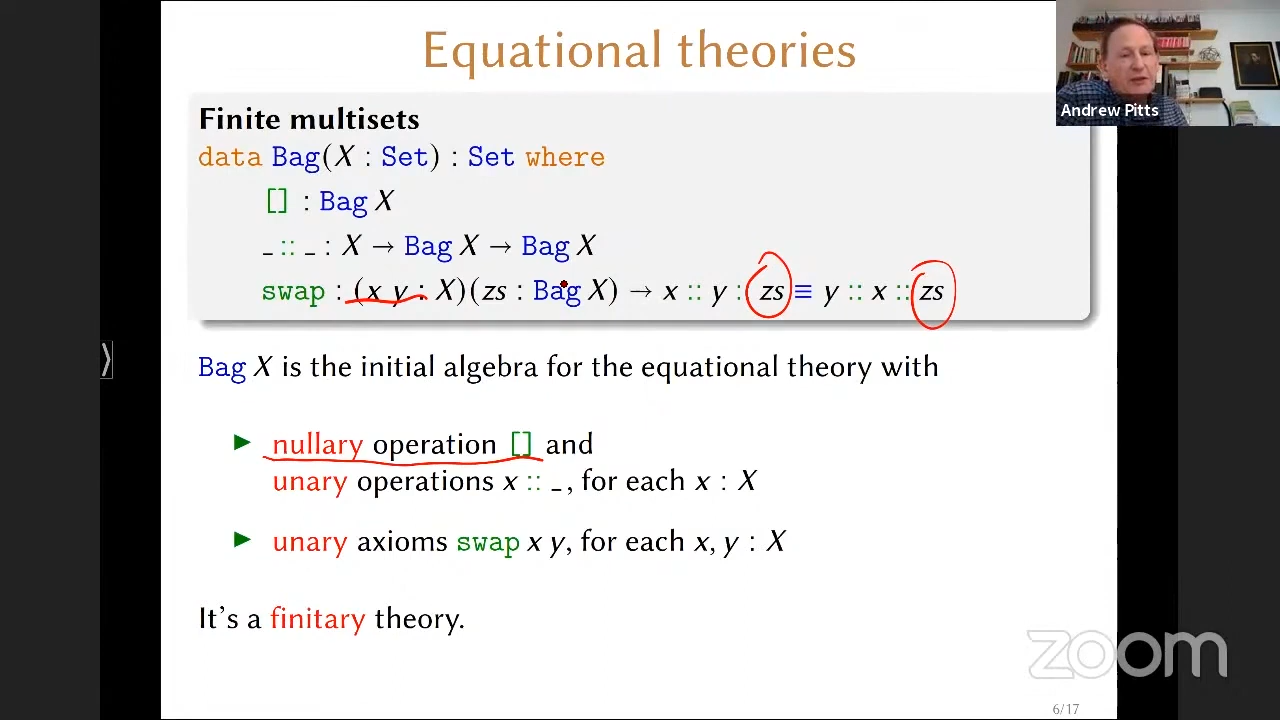 Equational theories
Andrew Pitts
Finite multisets
data Bag(X : Set) : Set where
[] : Bag X
_ :: _ : X → Bag X → Bag X
swap : (x y : X)(zs : Bag X) → x :: y :: zs ≡ y :: x :: zs
Bag X is the initial algebra for the equational theory with
► nullary operation [] and
unary operations x :: _ , for each x : X
► unary axioms swap x y, for each x, y : X
It's a finitary theory.
zoom
6/17